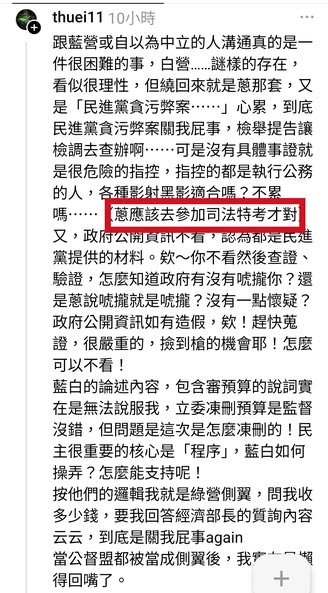 thuei11 10小時
跟藍營或自以為中立的人溝通真的是一
件很困難的事，白營……謎樣的存在，
看似很理性，但繞回來就是蔥那套，又
是「民進黨貪污弊案⋯⋯」心累，到底
民進黨貪污弊案關我屁事，檢舉提告讓
檢調去查辦啊⋯⋯可是沒有具體事證就
是很危險的指控，指控的都是執行公務
的人，各種影射黑影適合嗎？不累
嗎⋯⋯（蔥應該去參加司法特考才對
又，政府公開資訊不看，認為都是民進
黨提供的材料。欸～你不看然後查證、
驗證，怎麼知道政府有沒有唬攏你？還
是蔥說唬攏就是唬攏？沒有一點懷疑？
政府公開資訊如有造假，欸！趕快蒐
證，很嚴重的，撿到槍的機會耶！怎麼
可以不看！
藍白的論述內容，包含審預算的說詞實
在是無法說服我，立委凍刪預算是監督
沒錯，但問題是這次是怎麼凍刪的！民
主很重要的核心是「程序」，藍白如何
操弄？怎麼能支持呢！
按他們的邏輯我就是綠營側翼，問我收
多少錢，要我回答經濟部長的質詢內容
云云，到底是關我屁事again
當公督盟都被當成側翼後，我實在是懶
得回嘴了。